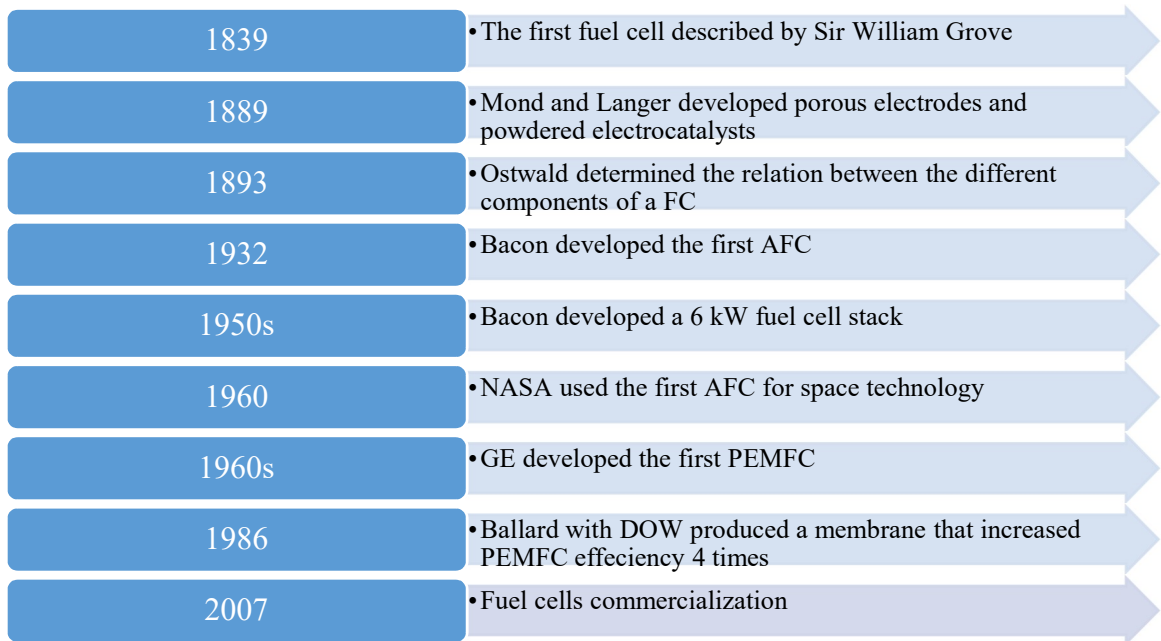 1839
•The first fuel cell described by Sir William Grove
1889
•Mond and Langer developed porous electrodes and
powdered electrocatalysts
1893
•Ostwald determined the relation between the different
components of a FC
1932
•Bacon developed the first AFC
1950s
•Bacon developed a 6 kW fuel cell stack
1960
•NASA used the first AFC for space technology
1960s
•GE developed the first PEMFC
1986
•Ballard with DOW produced a membrane that increased
PEMFC effeciency 4 times
2007
•Fuel cells commercialization